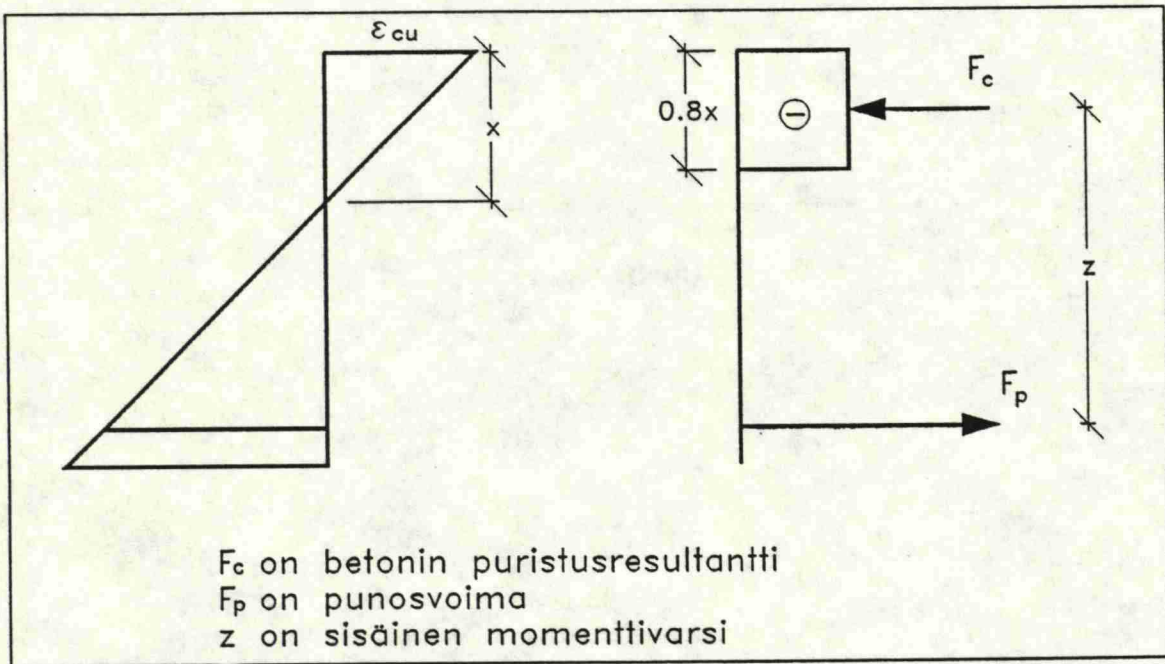 εcu
x
0.8x
⊖
Fc
z
Fp
Fc on betonin puristusresultantti
Fp on punosvoima
z on sisäinen momenttivarsi